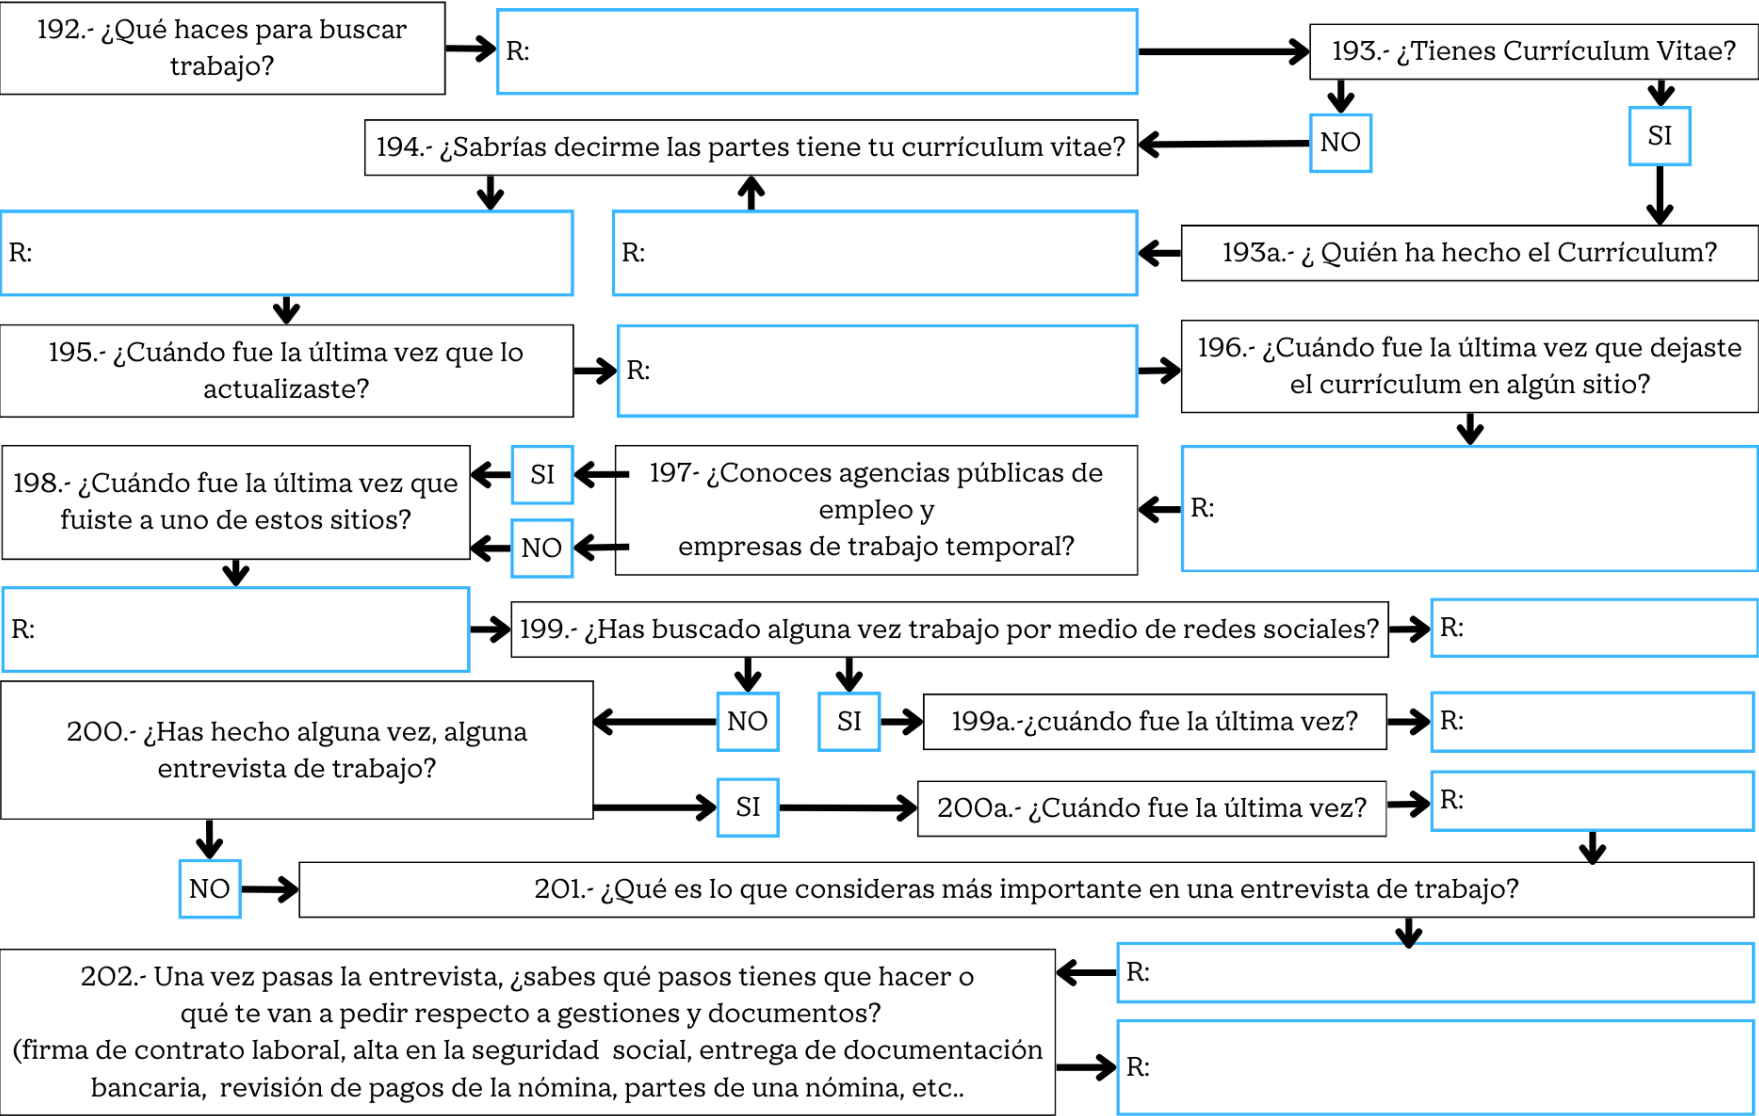 192.- ¿Qué haces para buscar
trabajo?
R:
193.- ¿Tienes Currículum Vitae?
NO
SI
194.- ¿Sabrías decirme las partes tiene tu currículum vitae?
R:
R:
193a.- ¿ Quién ha hecho el Currículum?
195.- ¿Cuándo fue la última vez que lo
actualizaste?
R:
196.- ¿Cuándo fue la última vez que dejaste
el currículum en algún sitio?
198.- ¿Cuándo fue la última vez que
fuiste a uno de estos sitios?
SI
NO
197- ¿Conoces agencias públicas de
empleo y
empresas de trabajo temporal?
R:
R:
199.- ¿Has buscado alguna vez trabajo por medio de redes sociales?
R:
200.- ¿Has hecho alguna vez, alguna
entrevista de trabajo?
NO
SI
199a.-¿cuándo fue la última vez?
R:
SI
200a.- ¿Cuándo fue la última vez?
R:
NO
201.- ¿Qué es lo que consideras más importante en una entrevista de trabajo?
202.- Una vez pasas la entrevista, ¿sabes qué pasos tienes que hacer o
qué te van a pedir respecto a gestiones y documentos?
(firma de contrato laboral, alta en la seguridad  social, entrega de documentación
bancaria,  revisión de pagos de la nómina, partes de una nómina, etc..
R:
R: